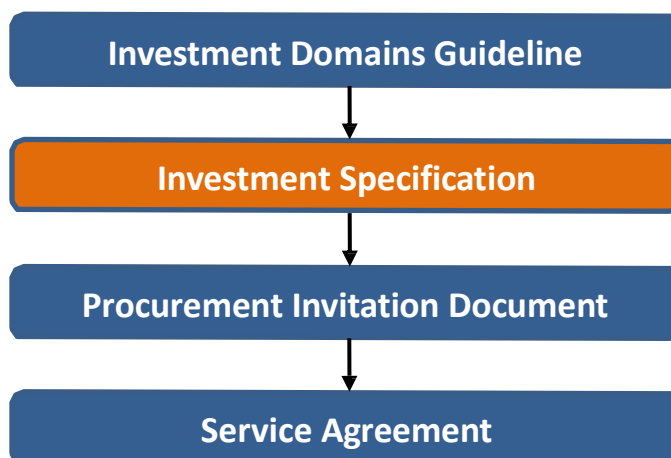 Investment Domains Guideline
Investment Specification
Procurement Invitation Document
Service Agreement